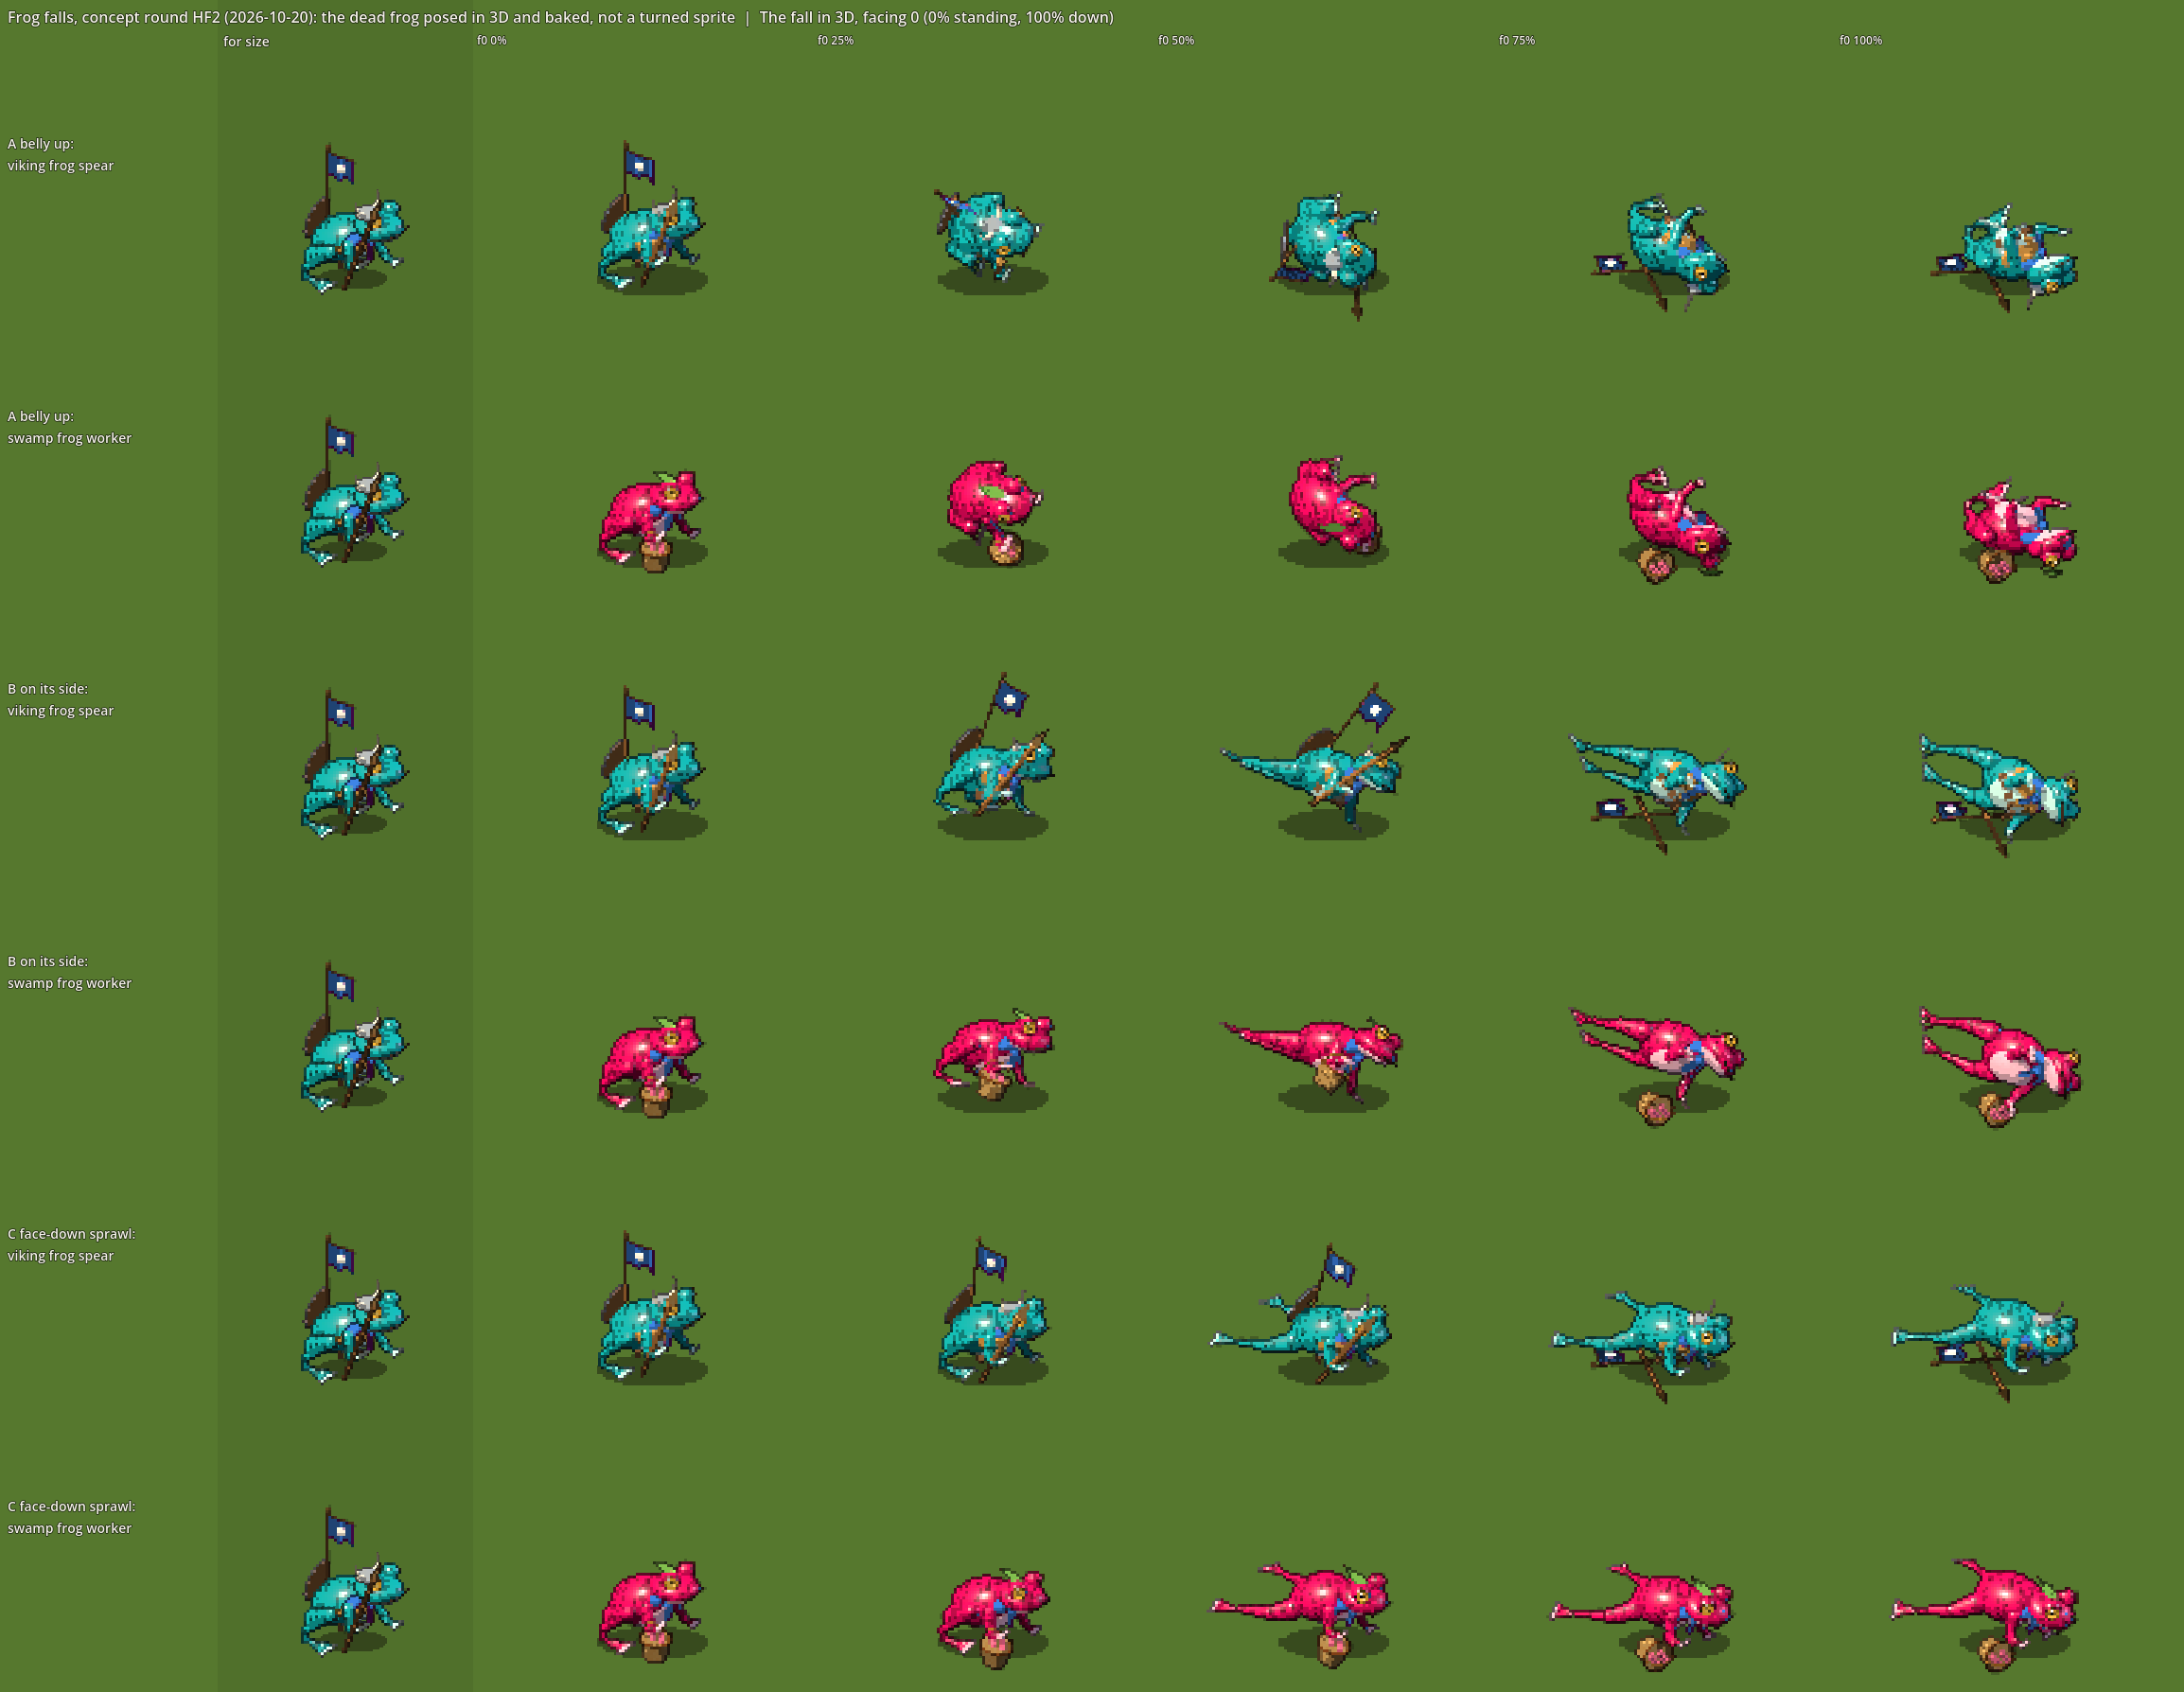 Frog falls, concept round HF2 (2026-10-20): the dead frog posed in 3D and baked, not a turned sprite | The fall in 3D, facing 0 (0% standing, 100% down)
for size f0 0% f0 25% f0 50% f0 75% f0 100%
A belly up:
viking frog spear
A belly up:
swamp frog worker
B on its side:
viking frog spear
B on its side:
swamp frog worker
C face-down sprawl:
viking frog spear
C face-down sprawl:
swamp frog worker